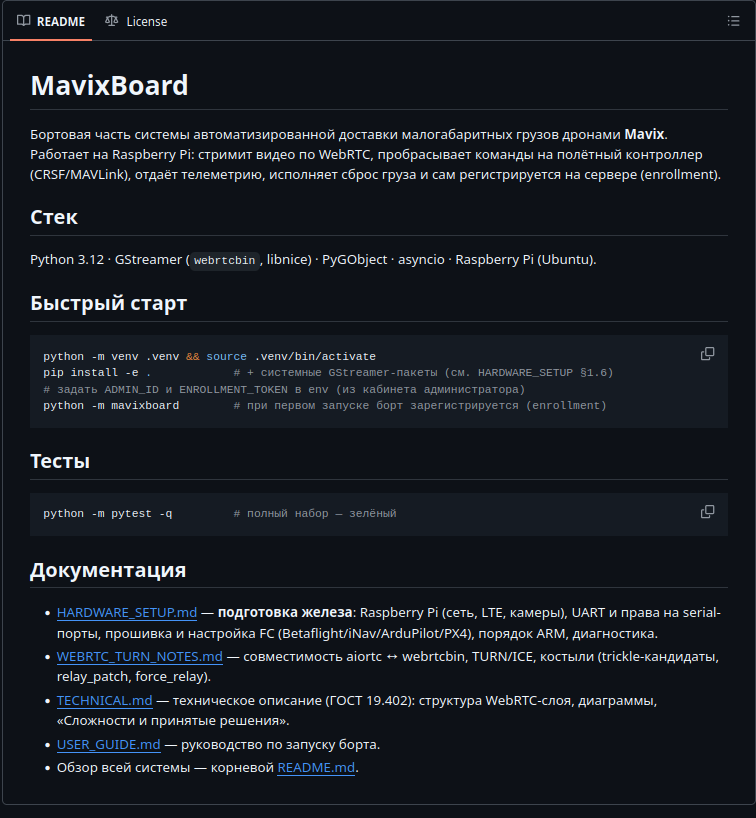 README
License
MavixBoard
Бортовая часть системы автоматизированной доставки малогабаритных грузов дронами Mavix.
Работает на Raspberry Pi: стримит видео по WebRTC, пробрасывает команды на полётный контроллер
(CRSF/MAVLink), отдаёт телеметрию, исполняет сброс груза и сам регистрируется на сервере (enrollment).
Стек
Python 3.12 · GStreamer (webrtcbin, libnice) · PyGObject · asyncio · Raspberry Pi (Ubuntu).
Быстрый старт
python -m venv .venv && source .venv/bin/activate
pip install -e . # + системные GStreamer-пакеты (см. HARDWARE_SETUP §1.6)
# задать ADMIN_ID и ENROLLMENT_TOKEN в env (из кабинета администратора)
python -m mavixboard # при первом запуске борт зарегистрируется (enrollment)
Тесты
python -m pytest -q # полный набор — зелёный
Документация
• HARDWARE_SETUP.md — подготовка железа: Raspberry Pi (сеть, LTE, камеры), UART и права на serial-
порты, прошивка и настройка FC (Betaflight/iNav/ArduPilot/PX4), порядок ARM, диагностика.
• WEBRTC_TURN_NOTES.md — совместимость aiortc ↔ webrtcbin, TURN/ICE, костыли (trickle-кандидаты,
relay_patch, force_relay).
• TECHNICAL.md — техническое описание (ГОСТ 19.402): структура WebRTC-слоя, диаграммы,
«Сложности и принятые решения».
• USER_GUIDE.md — руководство по запуску борта.
• Обзор всей системы — корневой README.md.